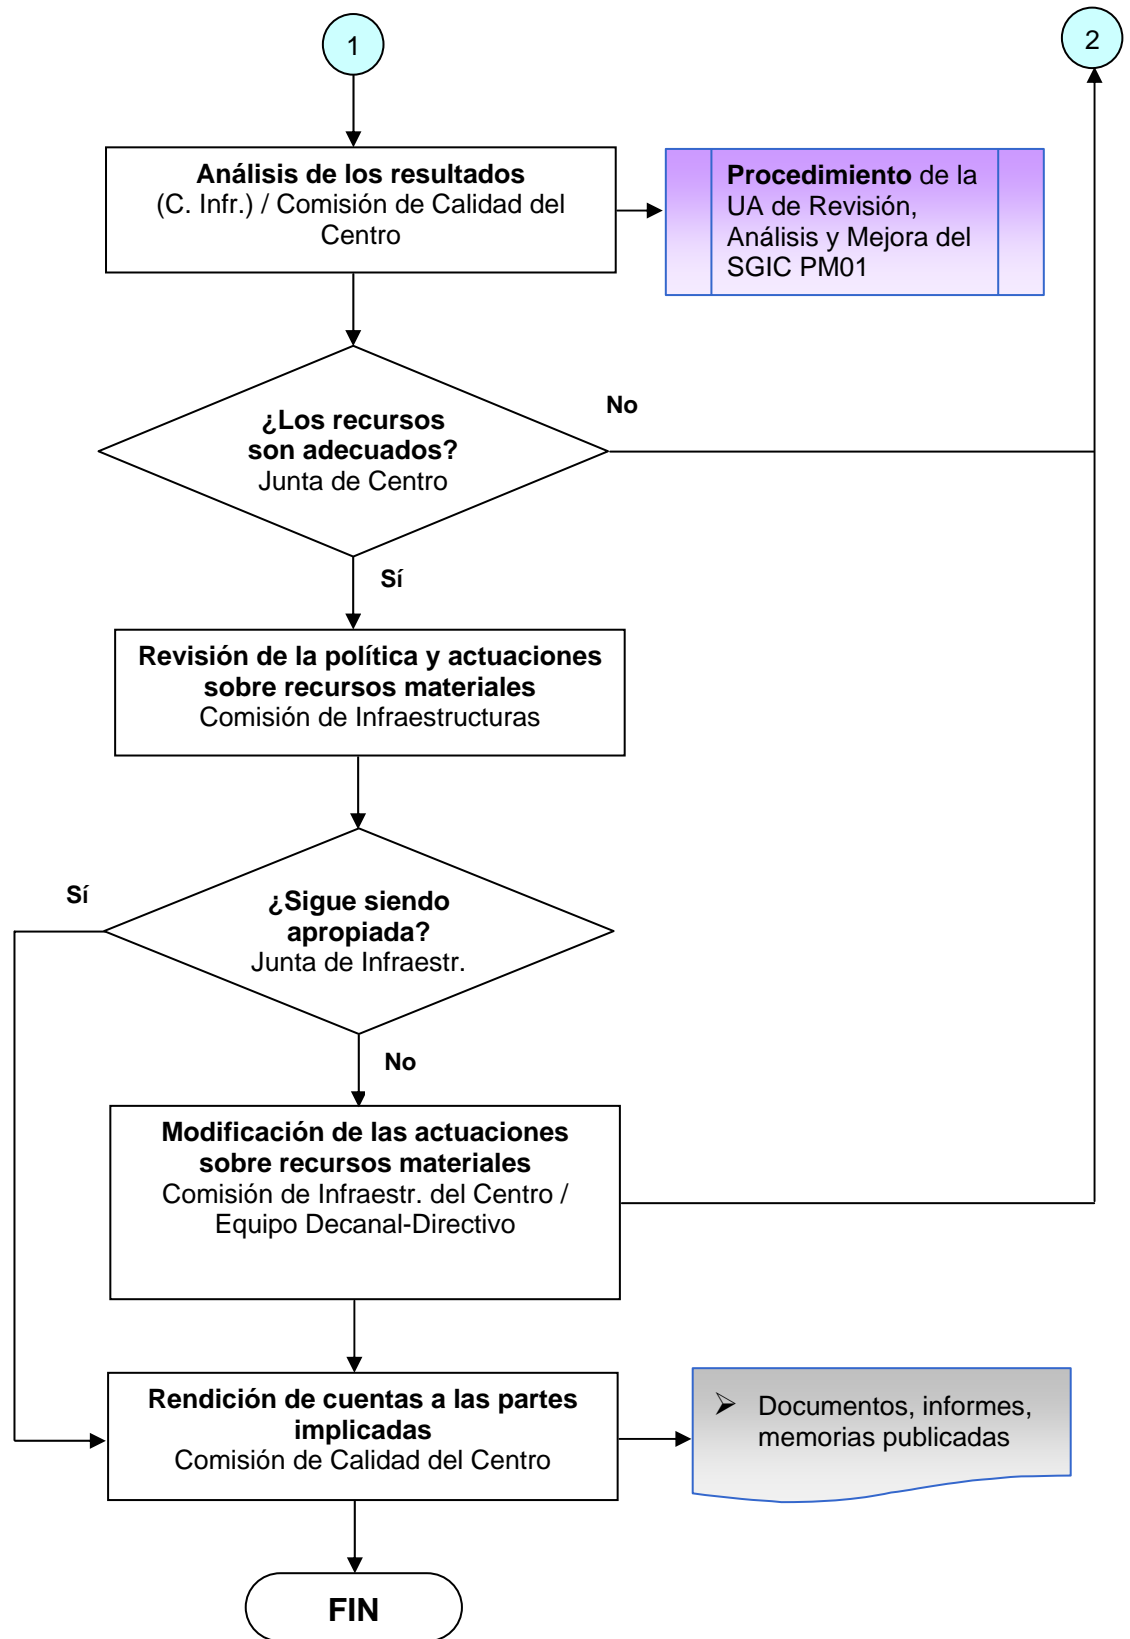 1
2
Análisis de los resultados
(C. Infr.) / Comisión de Calidad del
Centro
Procedimiento de la
UA de Revisión,
Análisis y Mejora del
SGIC PM01
¿Los recursos
son adecuados?
Junta de Centro
No
Sí
Revisión de la política y actuaciones
sobre recursos materiales
Comisión de Infraestructuras
Sí
¿Sigue siendo
apropiada?
Junta de Infraestr.
No
Modificación de las actuaciones
sobre recursos materiales
Comisión de Infraestr. del Centro /
Equipo Decanal-Directivo
Rendición de cuentas a las partes
implicadas
Comisión de Calidad del Centro
➢ Documentos, informes,
memorias publicadas
FIN